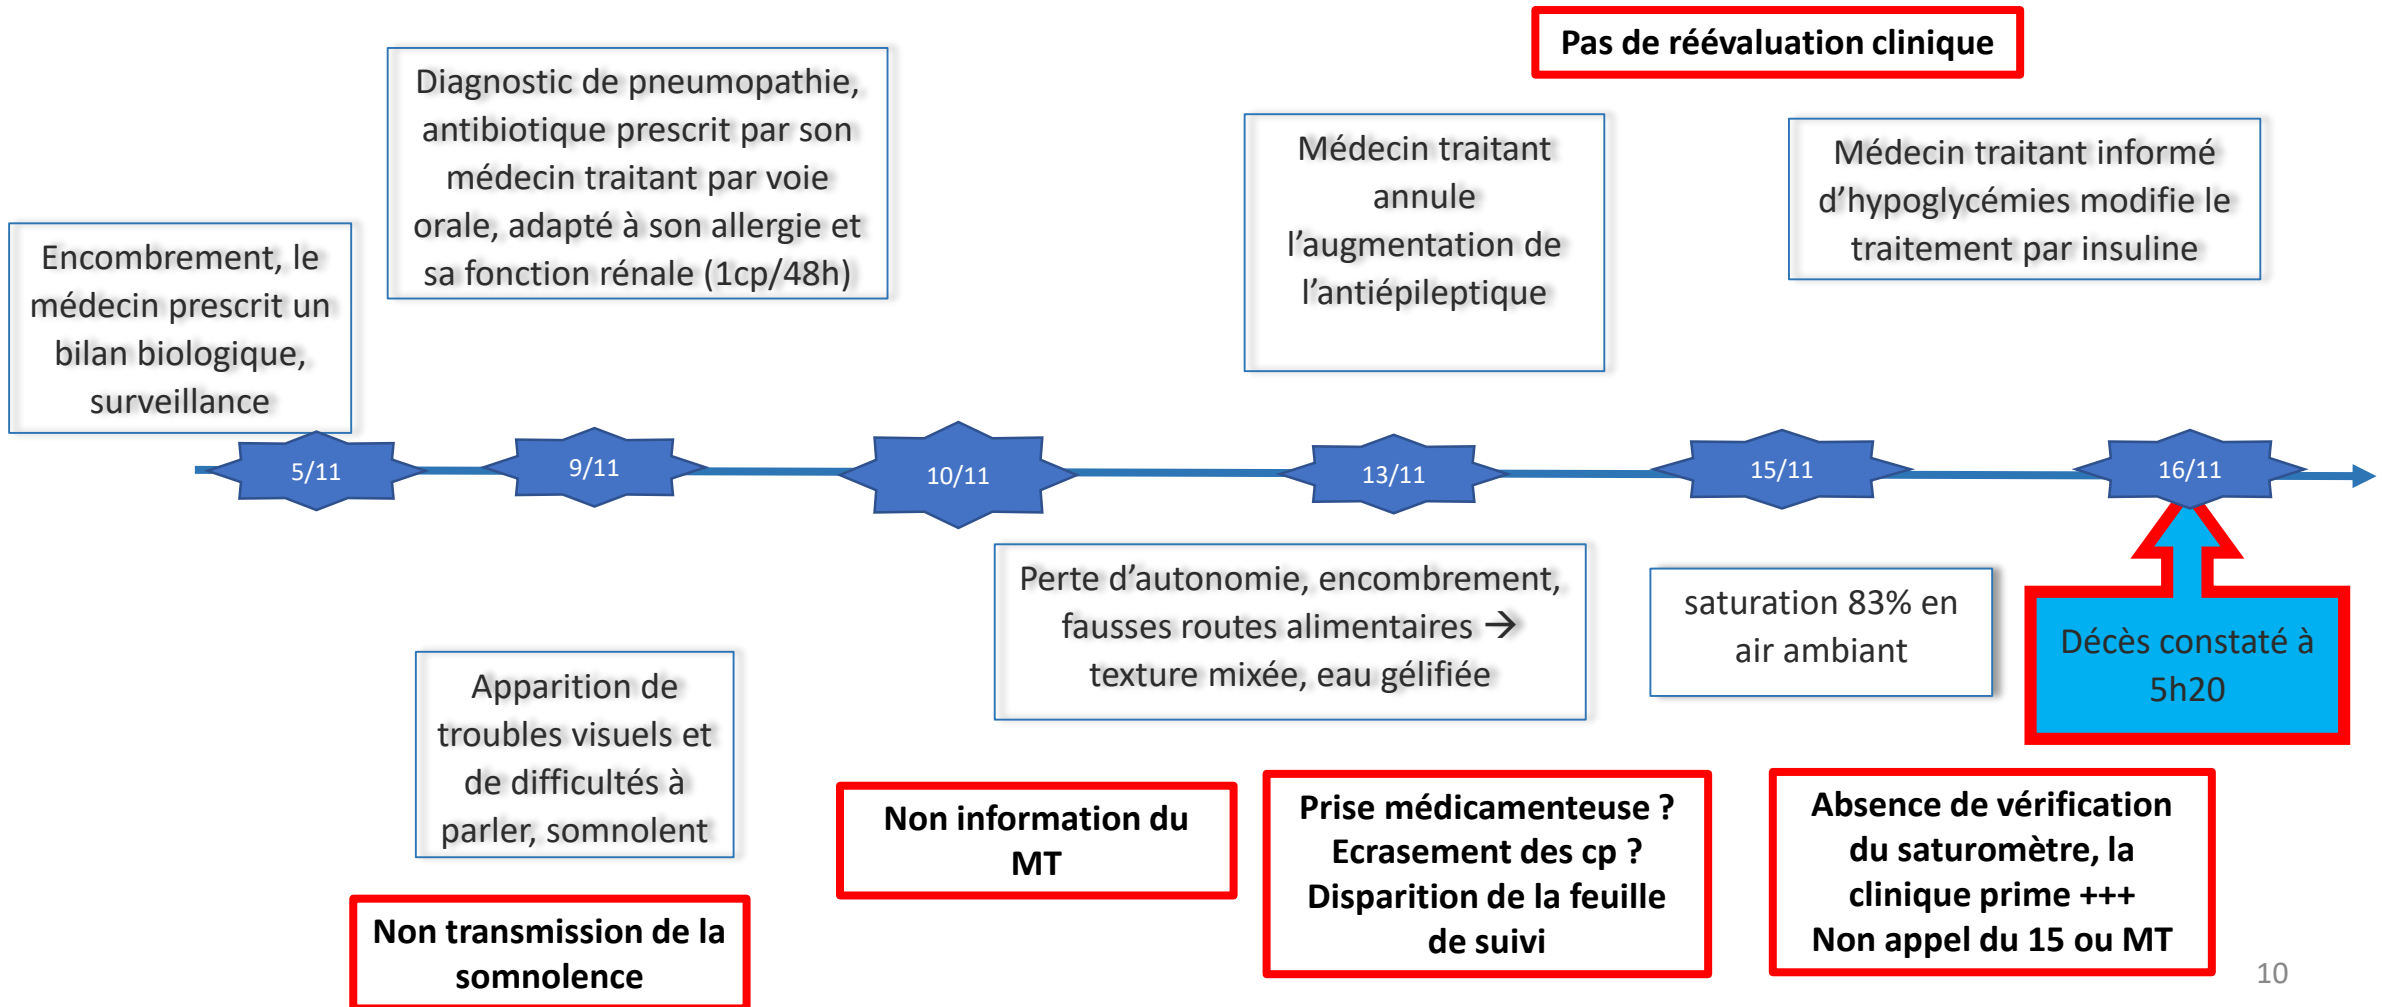 Pas de réévaluation clinique
Encombrement, le
médecin prescrit un
bilan biologique,
surveillance
Diagnostic de pneumopathie,
antibiotique prescrit par son
médecin traitant par voie
orale, adapté à son allergie et
sa fonction rénale (1cp/48h)
Médecin traitant
annule
l’augmentation de
l’antiépileptique
Médecin traitant informé
d’hypoglycémies modifie le
traitement par insuline
5/11
9/11
10/11
13/11
15/11
16/11
Apparition de
troubles visuels et
de difficultés à
parler, somnolent
Perte d’autonomie, encombrement,
fausses routes alimentaires →
texture mixée, eau gélifiée
saturation 83% en
air ambiant
Décès constaté à
5h20
Non transmission de la
somnolence
Non information du
MT
Prise médicamenteuse ?
Ecrasement des cp ?
Disparition de la feuille
de suivi
Absence de vérification
du saturomètre, la
clinique prime +++
Non appel du 15 ou MT
10